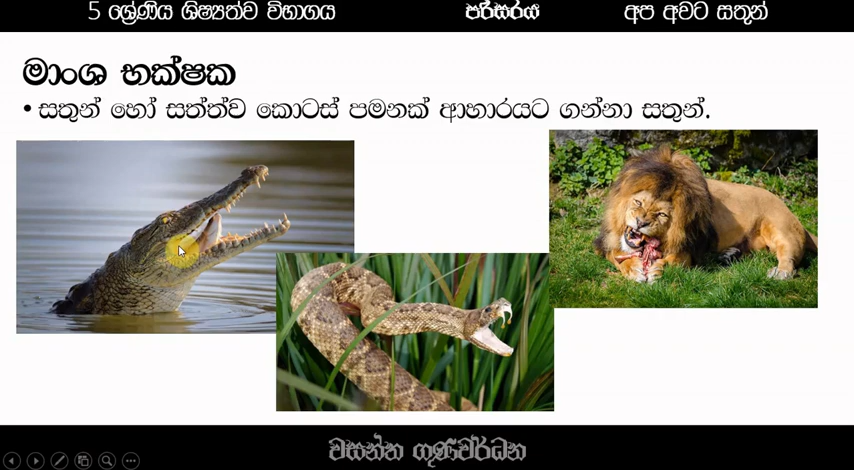 5 ශ්‍රේණිය ශිෂ්‍යත්ව විභාගය පරිසරය අප අවට සතුන්
මාංශ භක්ෂක
• සතුන් හෝ සත්ත්ව කොටස් පමනක් ආහාරයට ගන්නා සතුන්.
වසන්ත ගුණවර්ධන